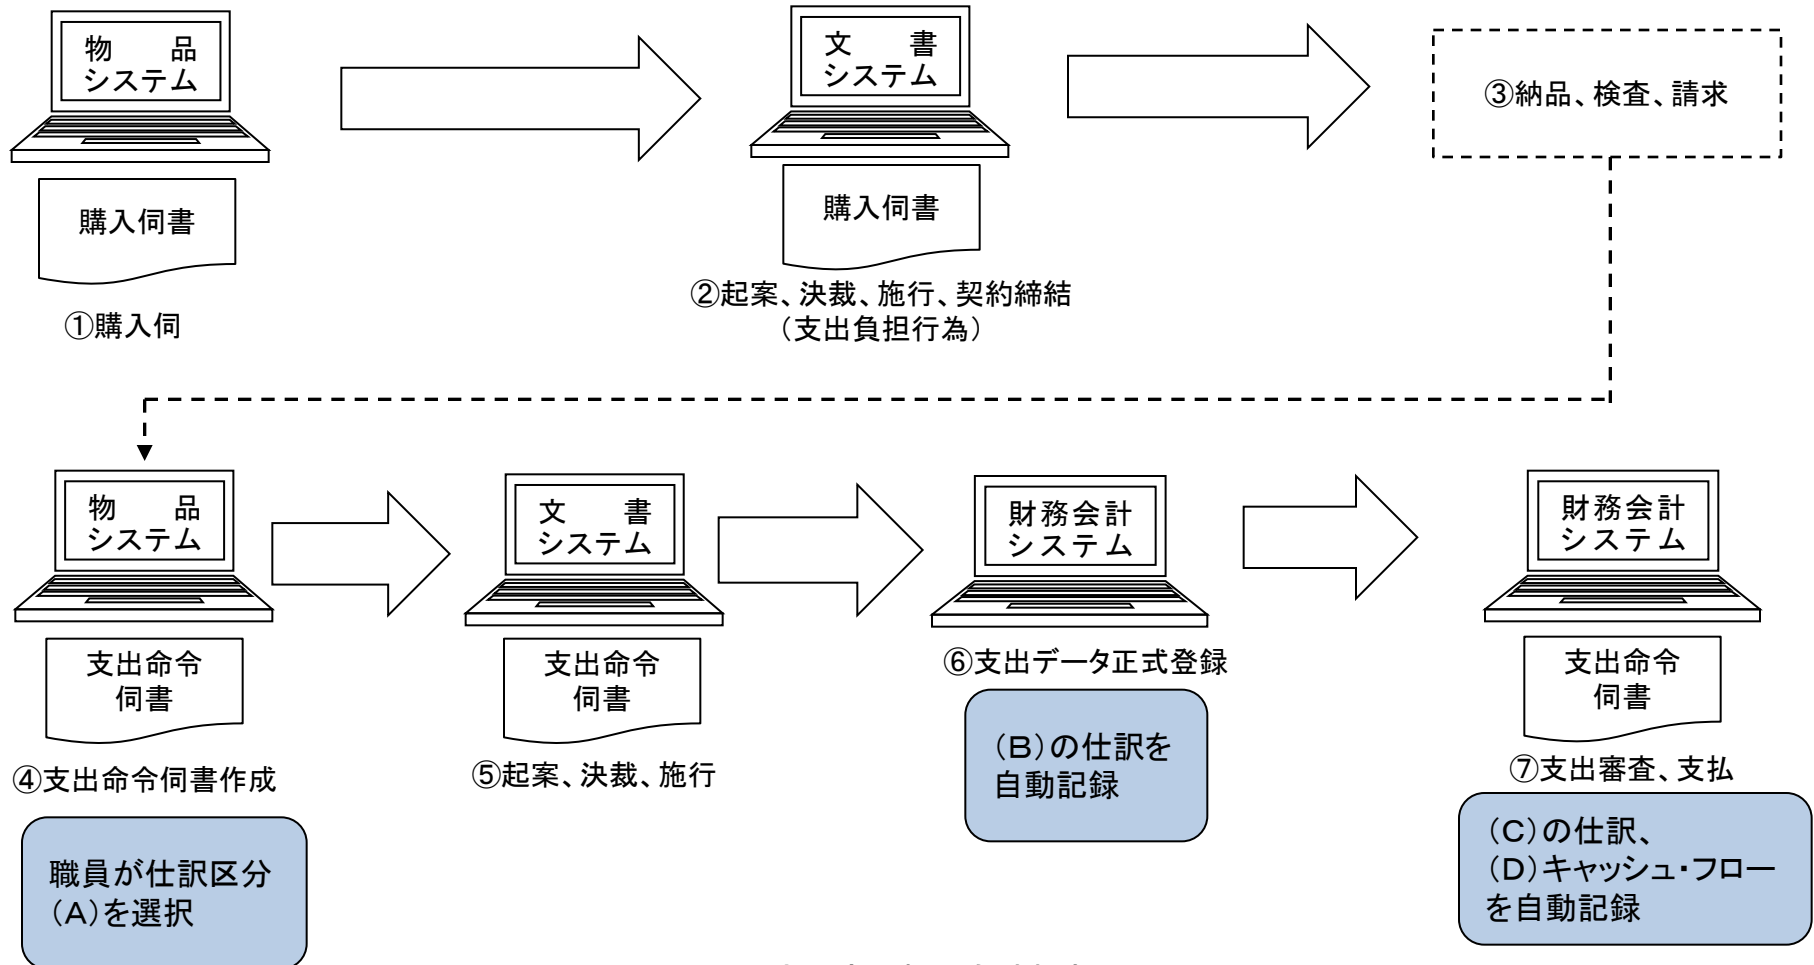 物　品
システム
購入伺書
①購入伺
文　書
システム
購入伺書
②起案、決裁、施行、契約締結
（支出負担行為）
③納品、検査、請求
物　品
システム
支出命令
伺書
④支出命令伺書作成
職員が仕訳区分
（A）を選択
文　書
システム
支出命令
伺書
⑤起案、決裁、施行
財務会計
システム
⑥支出データ正式登録
（B）の仕訳を
自動記録
財務会計
システム
支出命令
伺書
⑦支出審査、支払
（C）の仕訳、
（D）キャッシュ・フロー
を自動記録